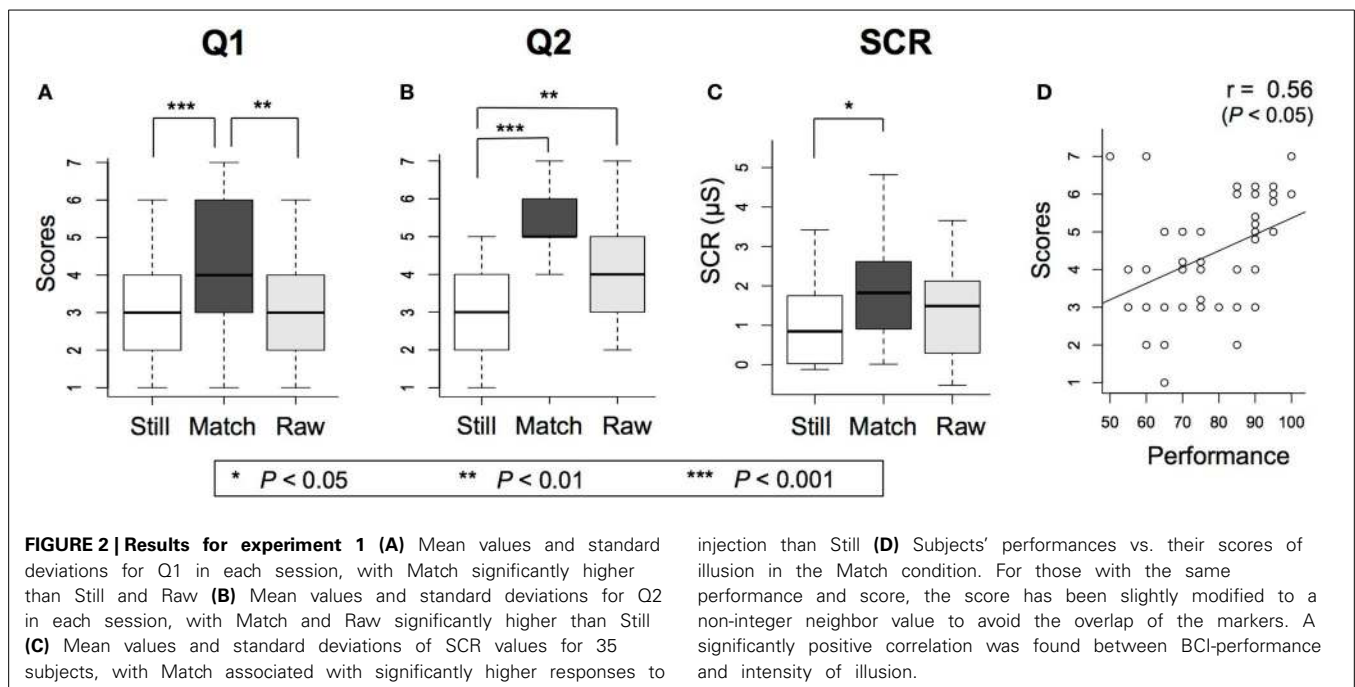 Q1
Q2
SCR
A
B
C
D
r = 0.56
(P < 0.05)
***
**
**
***
*
Scores
7
6
5
4
3
2
1
Still Match Raw
7
6
5
4
3
2
1
Still Match Raw
SCR (µS)
5
4
3
2
1
0
Still Match Raw
Scores
7
6
5
4
3
2
1
50 60 70 80 90 100
Performance
* P < 0.05 ** P < 0.01 *** P < 0.001
FIGURE 2 | Results for experiment 1 (A) Mean values and standard
deviations for Q1 in each session, with Match significantly higher
than Still and Raw (B) Mean values and standard deviations for Q2
in each session, with Match and Raw significantly higher than Still
(C) Mean values and standard deviations of SCR values for 35
subjects, with Match associated with significantly higher responses to
injection than Still (D) Subjects' performances vs. their scores of
illusion in the Match condition. For those with the same
performance and score, the score has been slightly modified to a
non-integer neighbor value to avoid the overlap of the markers. A
significantly positive correlation was found between BCI-performance
and intensity of illusion.